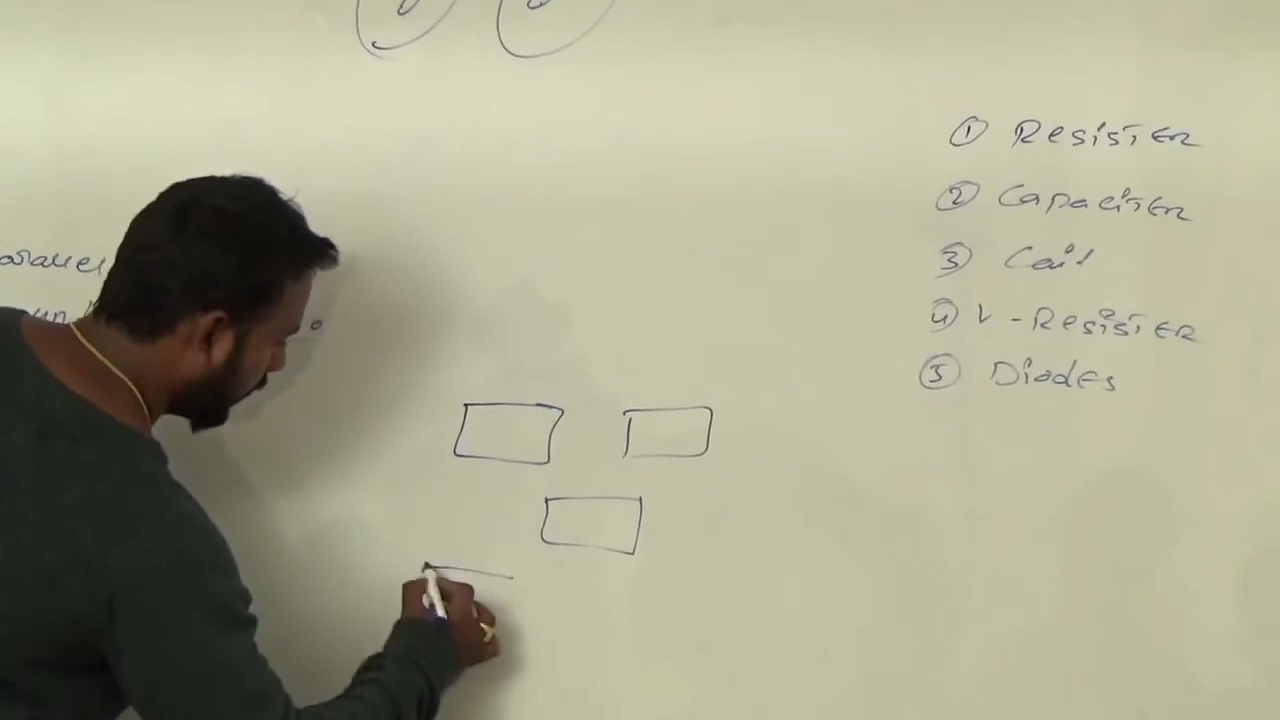 ① Resister
② Capaciter
③ Coil
④ V - Resister
⑤ Diodes